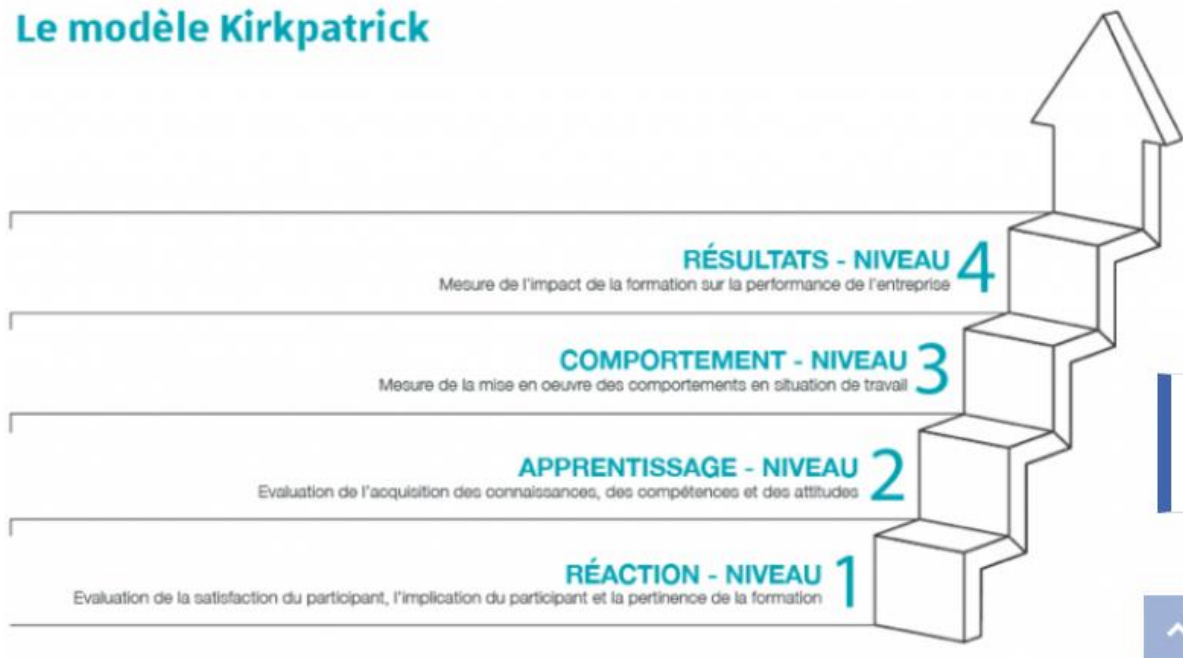 Le modèle Kirkpatrick
RÉSULTATS - NIVEAU 4
Mesure de l'impact de la formation sur la performance de l'entreprise
COMPORTEMENT - NIVEAU 3
Mesure de la mise en oeuvre des comportements en situation de travail
APPRENTISSAGE - NIVEAU 2
Evaluation de l'acquisition des connaissances, des compétences et des attitudes
RÉACTION - NIVEAU 1
Evaluation de la satisfaction du participant, l'implication du participant et la pertinence de la formation